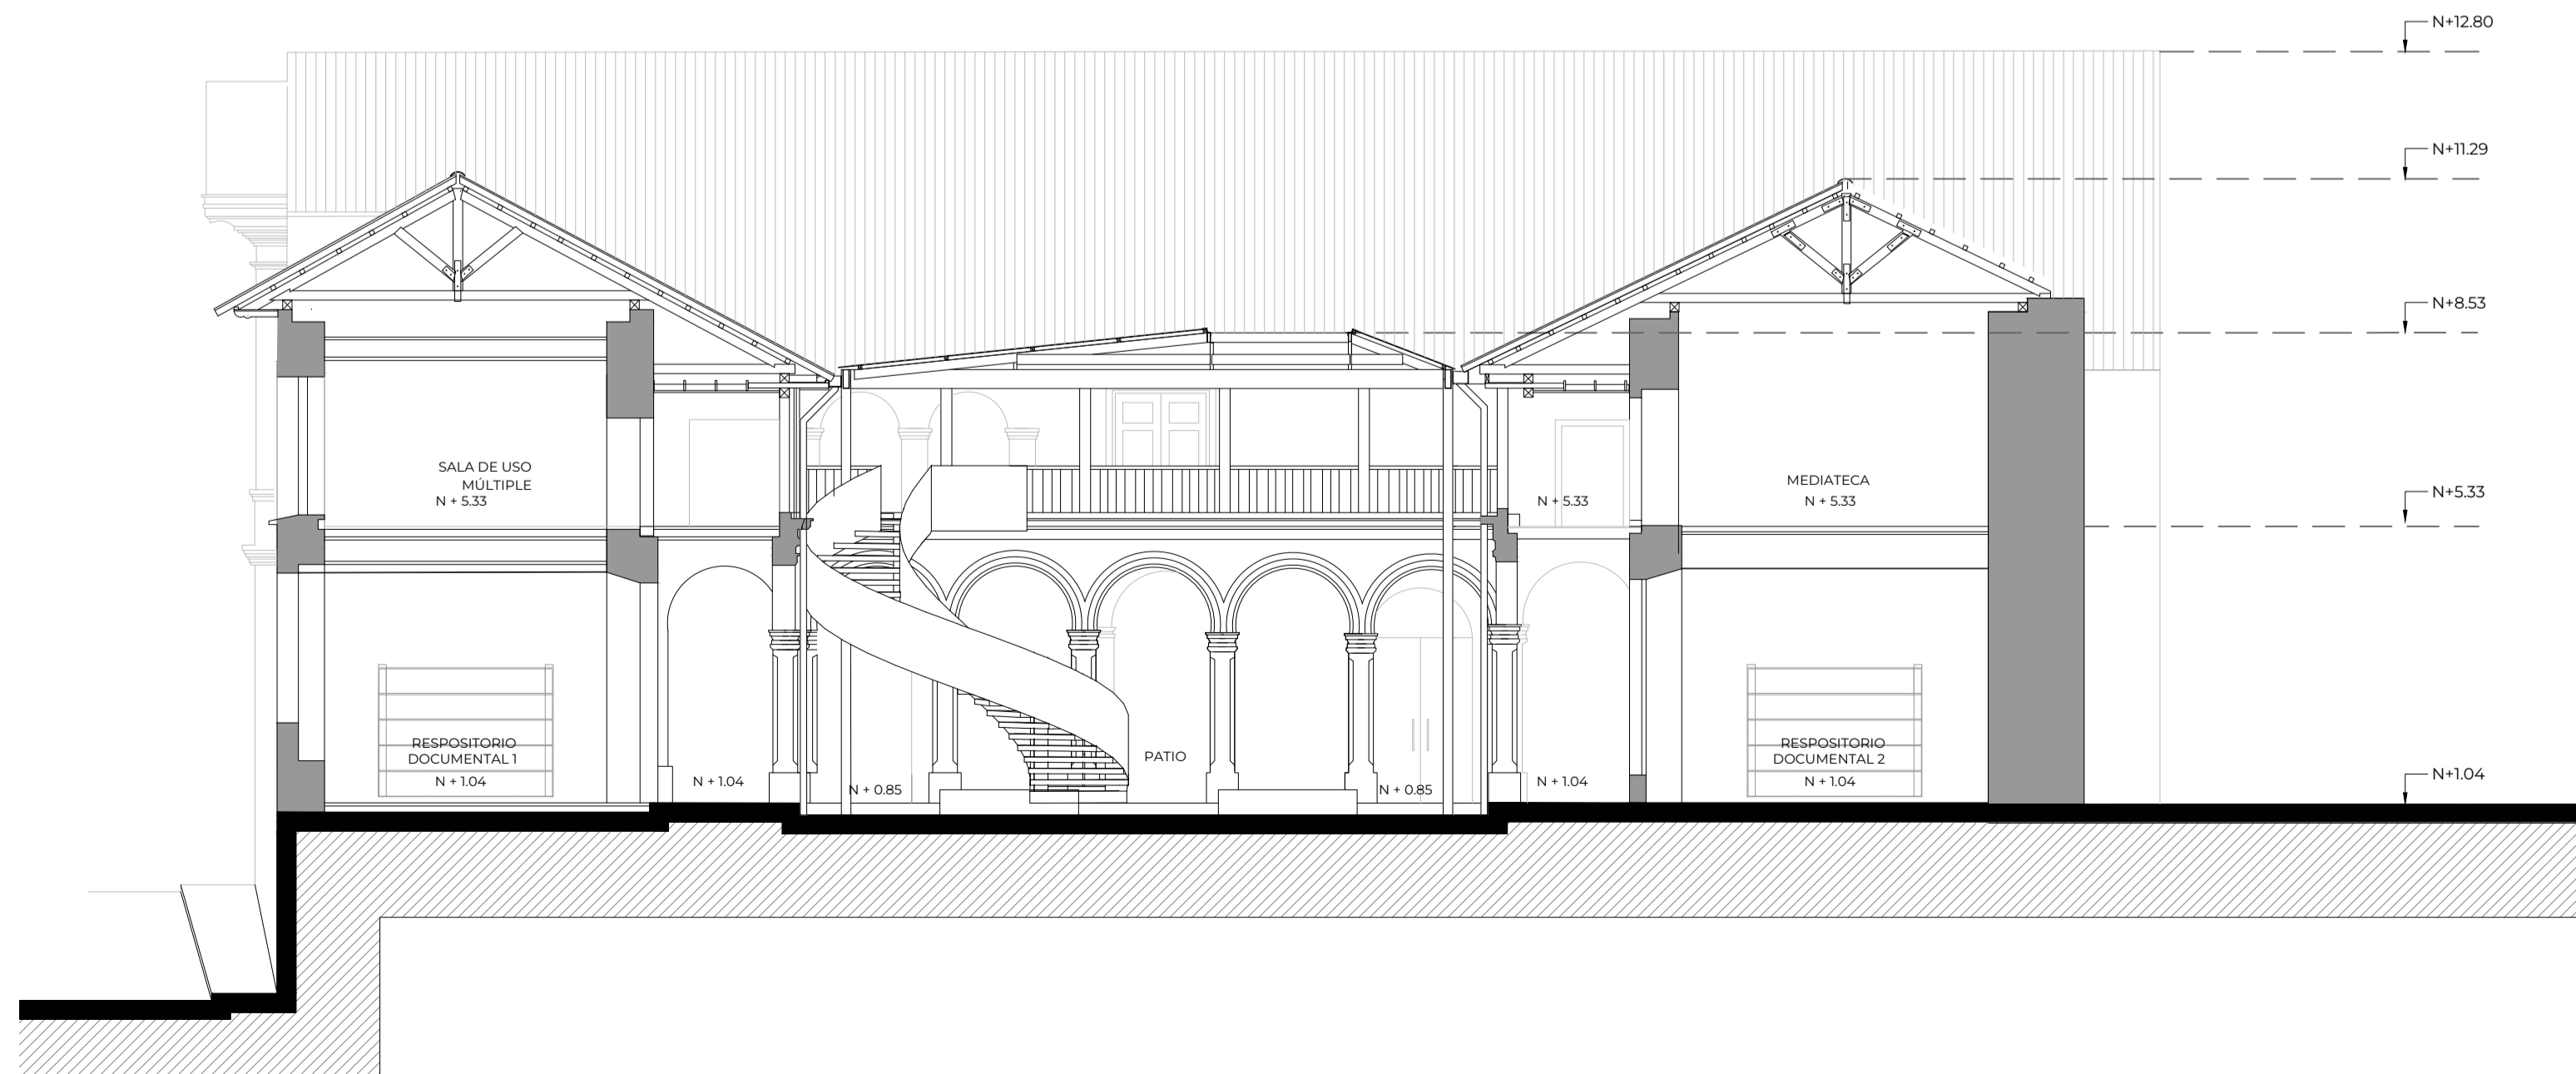 N+12.80
N+11.29
N+8.53
SALA DE USO
MÚLTIPLE
N + 5.33
N + 5.33
MEDIATECA
N + 5.33
N+5.33
RESPOSITORIO
DOCUMENTAL 1
N + 1.04
N + 1.04
N + 0.85
PATIO
N + 0.85
N + 1.04
RESPOSITORIO
DOCUMENTAL 2
N + 1.04
N+1.04